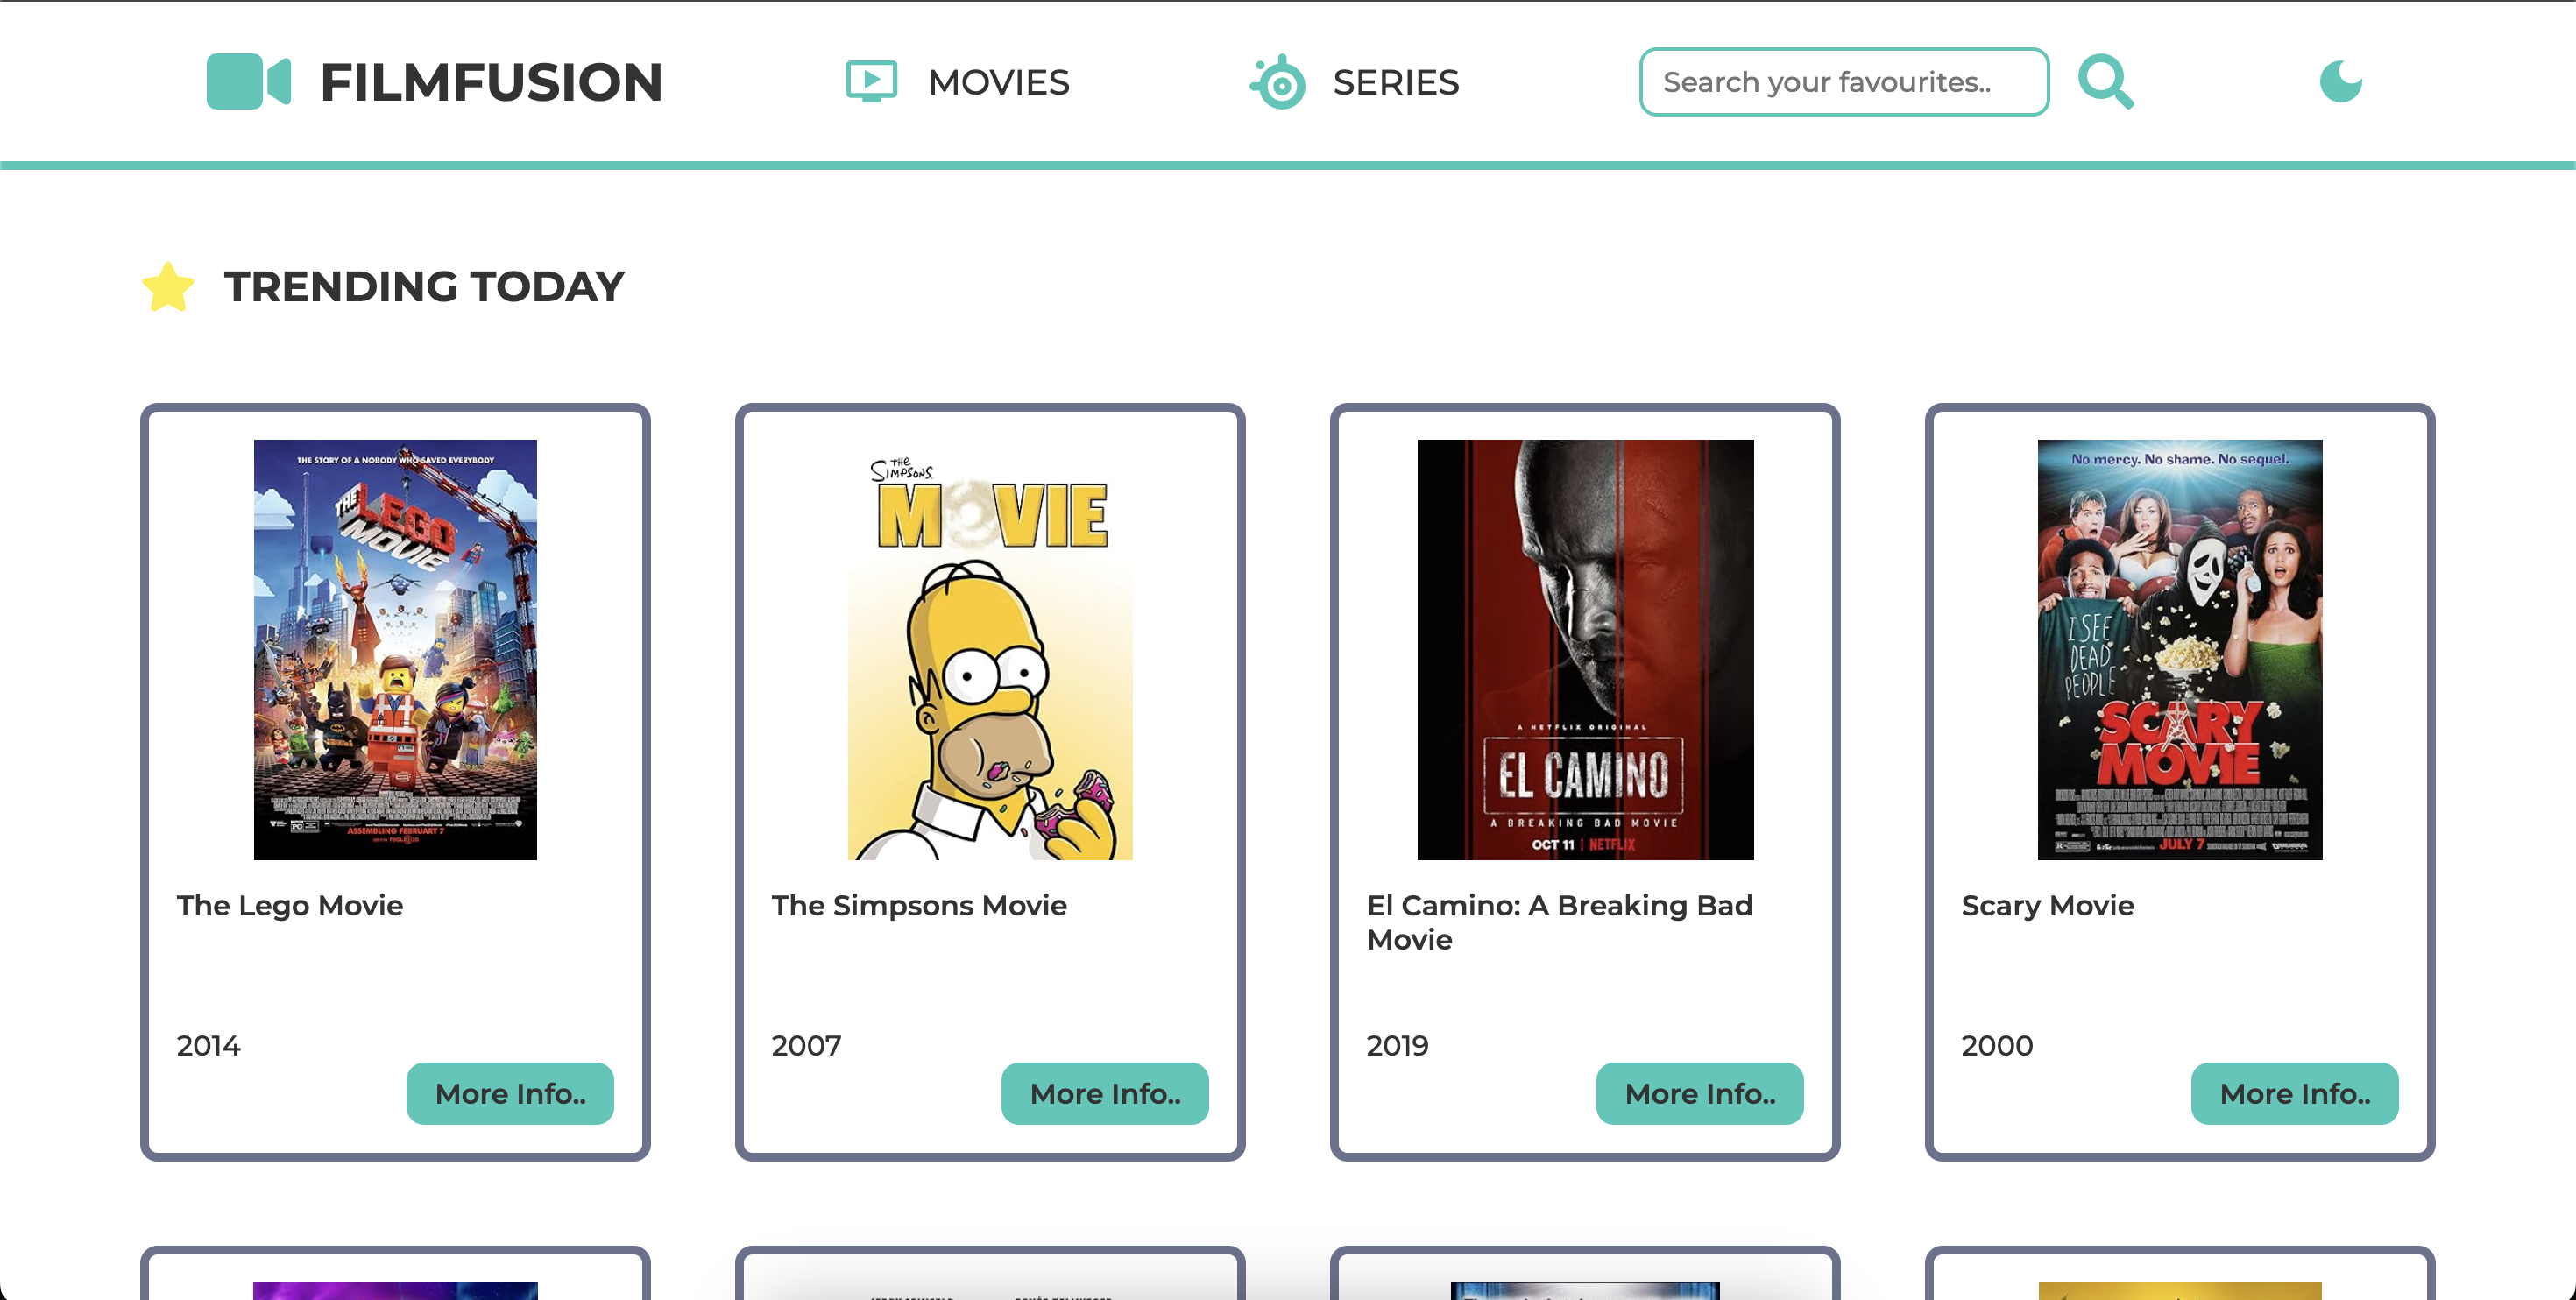 FILMFUSION
MOVIES
SERIES
Search your favourites..
TRENDING TODAY
THE STORY OF A NOBODY WHO SAVED EVERYBODY
THE LEGO
MOVIE
ASSEMBLING FEBRUARY 7
The Lego Movie
2014
More Info..
THE
SIMPSONS
MOVIE
The Simpsons Movie
2007
More Info..
A NETFLIX ORIGINAL
EL CAMINO
A BREAKING BAD MOVIE
OCT 11 | NETFLIX
El Camino: A Breaking Bad
Movie
2019
More Info..
No mercy. No shame. No sequel.
I SEE
DEAD
PEOPLE
SCARY
MOVIE
JULY 7
Scary Movie
2000
More Info..